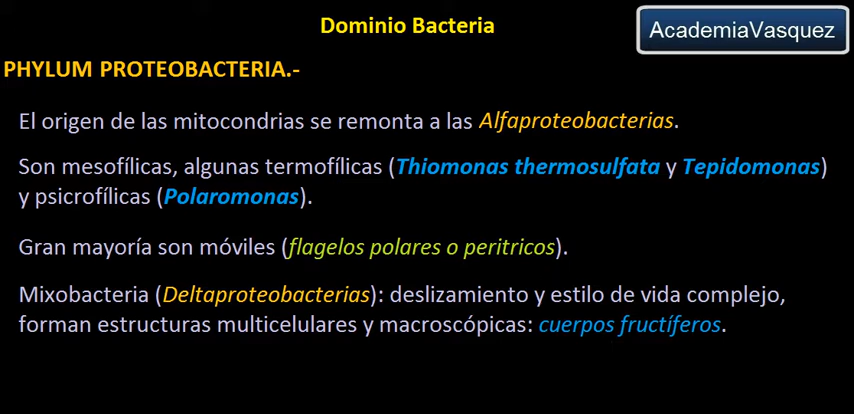 Dominio Bacteria
AcademiaVasquez
PHYLUM PROTEOBACTERIA.-
El origen de las mitocondrias se remonta a las Alfaproteobacterias.
Son mesofílicas, algunas termofílicas (Thiomonas thermosulfata y Tepidomonas)
y psicrofílicas (Polaromonas).
Gran mayoría son móviles (flagelos polares o peritricos).
Mixobacteria (Deltaproteobacterias): deslizamiento y estilo de vida complejo,
forman estructuras multicelulares y macroscópicas: cuerpos fructíferos.